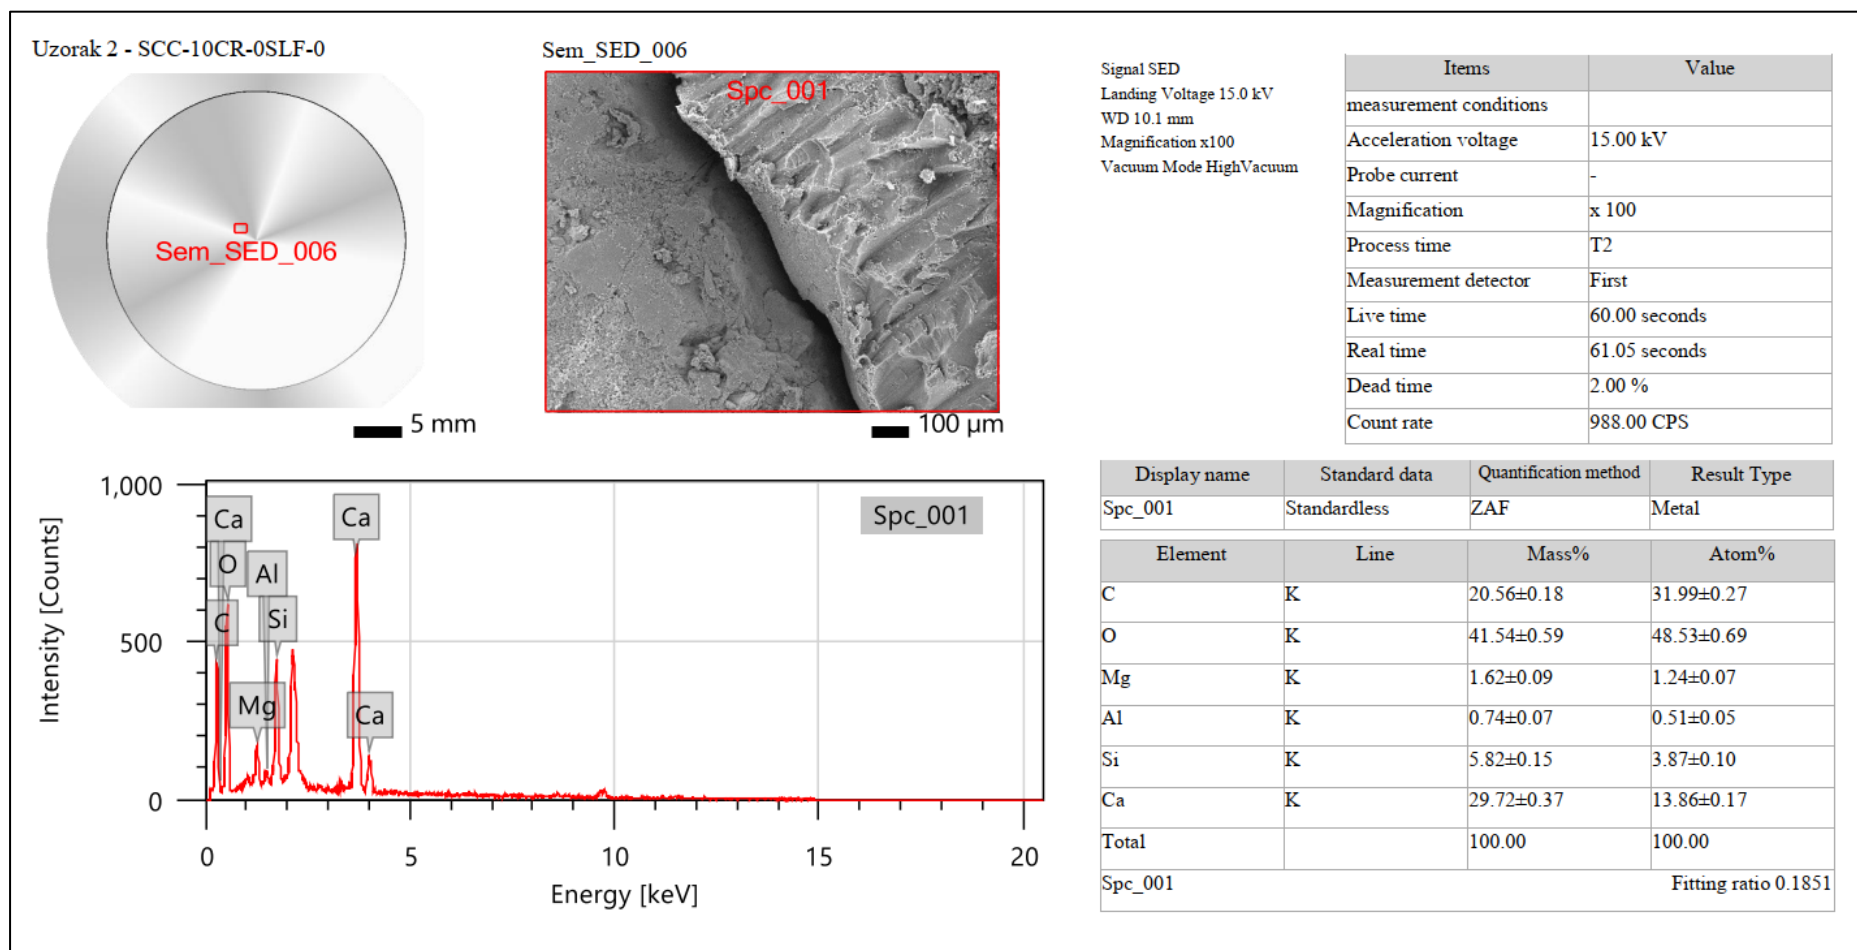 Uzorak 2 - SCC-10CR-0SLF-0
Sem_SED_006
5 mm
Sem_SED_006
Spc_001
100 µm
Signal SED
Landing Voltage 15.0 kV
WD 10.1 mm
Magnification x100
Vacuum Mode HighVacuum
Items Value
measurement conditions
Acceleration voltage 15.00 kV
Probe current -
Magnification x 100
Process time T2
Measurement detector First
Live time 60.00 seconds
Real time 61.05 seconds
Dead time 2.00 %
Count rate 988.00 CPS
Intensity [Counts]
1,000
500
0
Ca
O
C
Al
Si
Mg
Ca
Ca
Spc_001
0 5 10 15 20
Energy [keV]
Display name Standard data Quantification method Result Type
Spc_001 Standardless ZAF Metal
Element Line Mass% Atom%
C K 20.56±0.18 31.99±0.27
O K 41.54±0.59 48.53±0.69
Mg K 1.62±0.09 1.24±0.07
Al K 0.74±0.07 0.51±0.05
Si K 5.82±0.15 3.87±0.10
Ca K 29.72±0.37 13.86±0.17
Total 100.00 100.00
Spc_001 Fitting ratio 0.1851